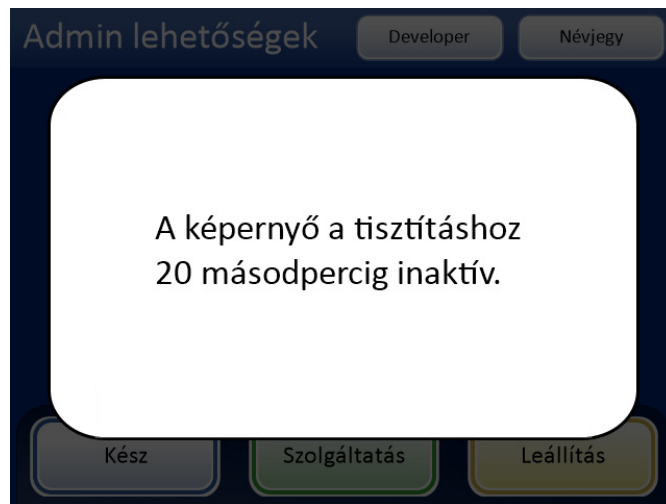 Admin lehetőségek
Developer
Névjegy
A képernyő a tisztításhoz
20 másodpercig inaktív.
Kész
Szolgáltatás
Leállítás